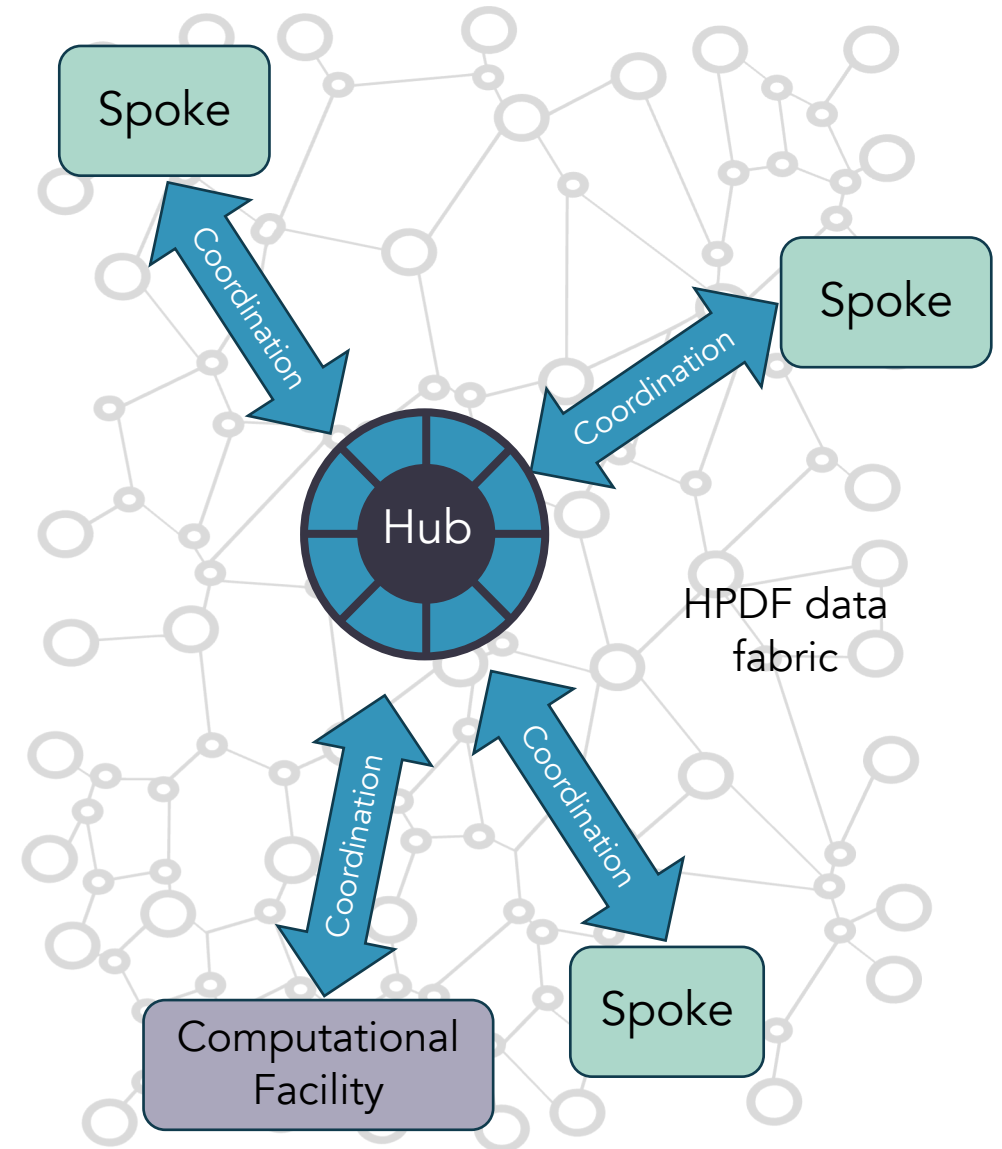 Spoke
Coordination
Spoke
Coordination
Hub
HPDF data
fabric
Coordination
Coordination
Spoke
Computational
Facility